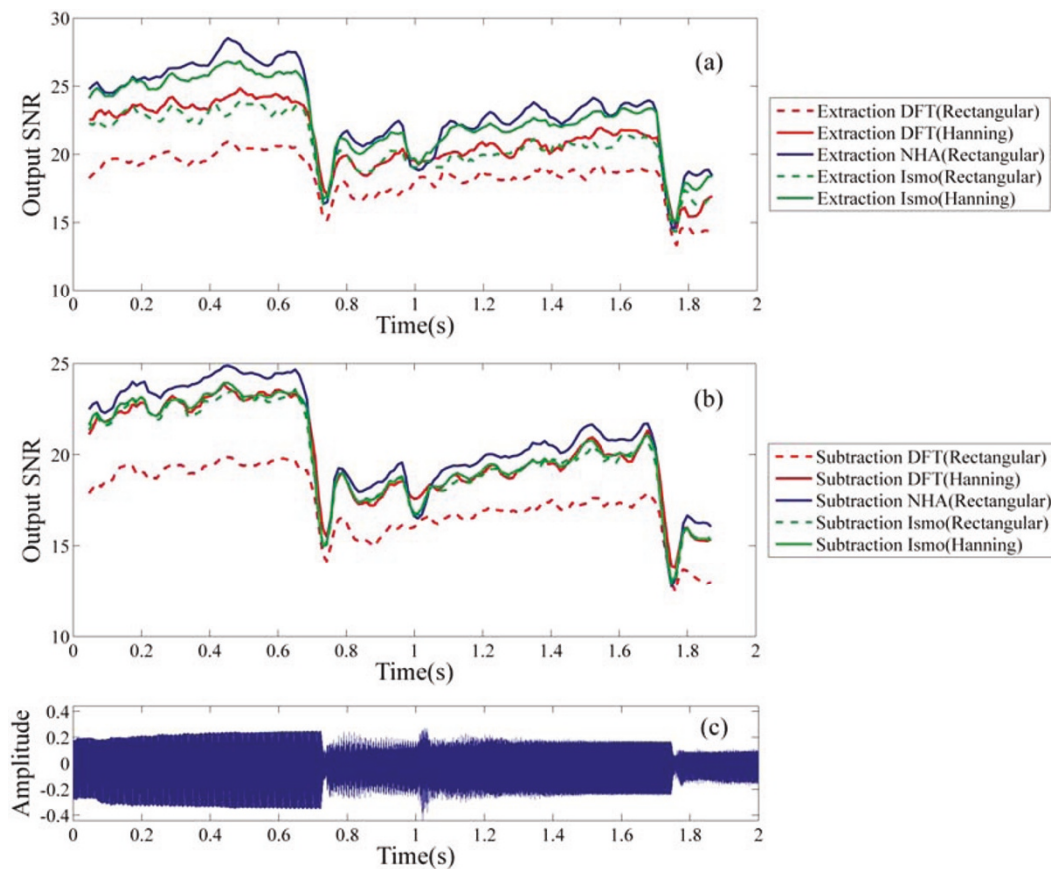 30
25
20
15
10
Output SNR
(a)
0 0.2 0.4 0.6 0.8 1 1.2 1.4 1.6 1.8 2
Time(s)
Extraction DFT(Rectangular)
Extraction DFT(Hanning)
Extraction NHA(Rectangular)
Extraction Ismo(Rectangular)
Extraction Ismo(Hanning)
25
20
15
10
Output SNR
(b)
0 0.2 0.4 0.6 0.8 1 1.2 1.4 1.6 1.8 2
Time(s)
Subtraction DFT(Rectangular)
Subtraction DFT(Hanning)
Subtraction NHA(Rectangular)
Subtraction Ismo(Rectangular)
Subtraction Ismo(Hanning)
0.4
0.2
0
-0.2
-0.4
Amplitude
(c)
0 0.2 0.4 0.6 0.8 1 1.2 1.4 1.6 1.8 2
Time(s)